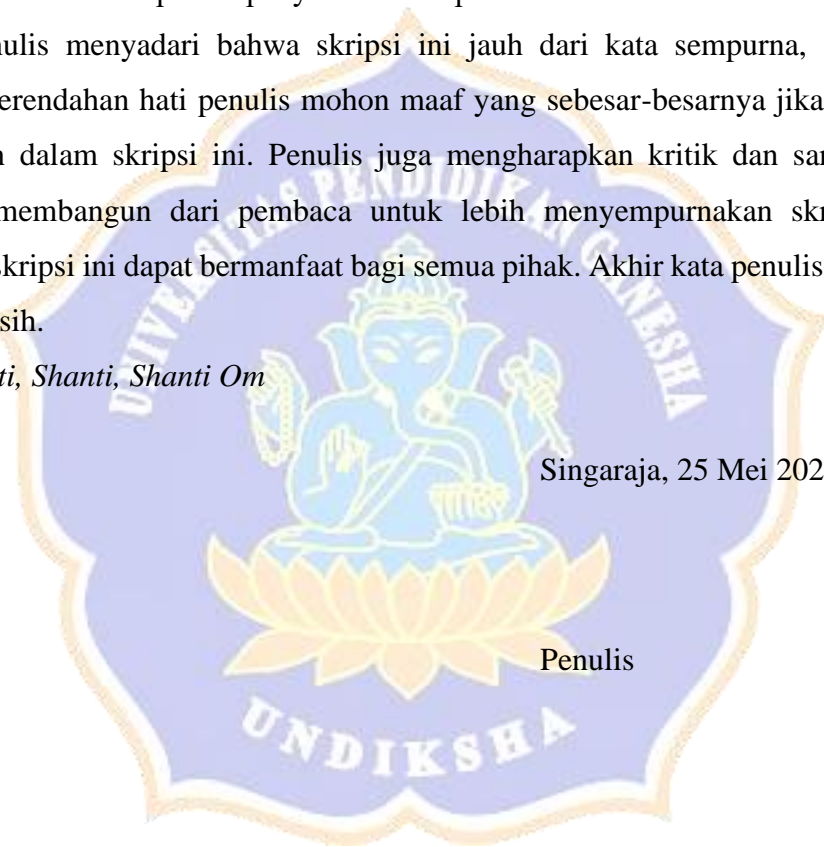 nulis menyadari bahwa skripsi ini jauh dari kata sempurna,
erendahan hati penulis mohon maaf yang sebesar-besarnya jika
n dalam skripsi ini. Penulis juga mengharapkan kritik dan sar
membangun dari pembaca untuk lebih menyempurnakan skr
skripsi ini dapat bermanfaat bagi semua pihak. Akhir kata penulis
sih.
ti, Shanti, Shanti Om
Singaraja, 25 Mei 202
Penulis
UNIVERSITAS PENDIDIKAN GANESHA
UNDIKSHA